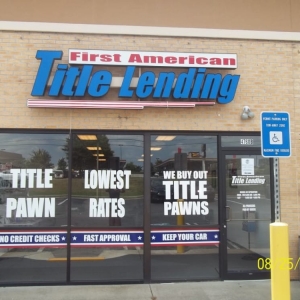 First American
Title Lending
TITLE
PAWN
LOWEST
RATES
WE BUY OUT
TITLE
PAWNS
Title Lending
NO CREDIT CHECKS
FAST APPROVAL
KEEP YOUR CAR